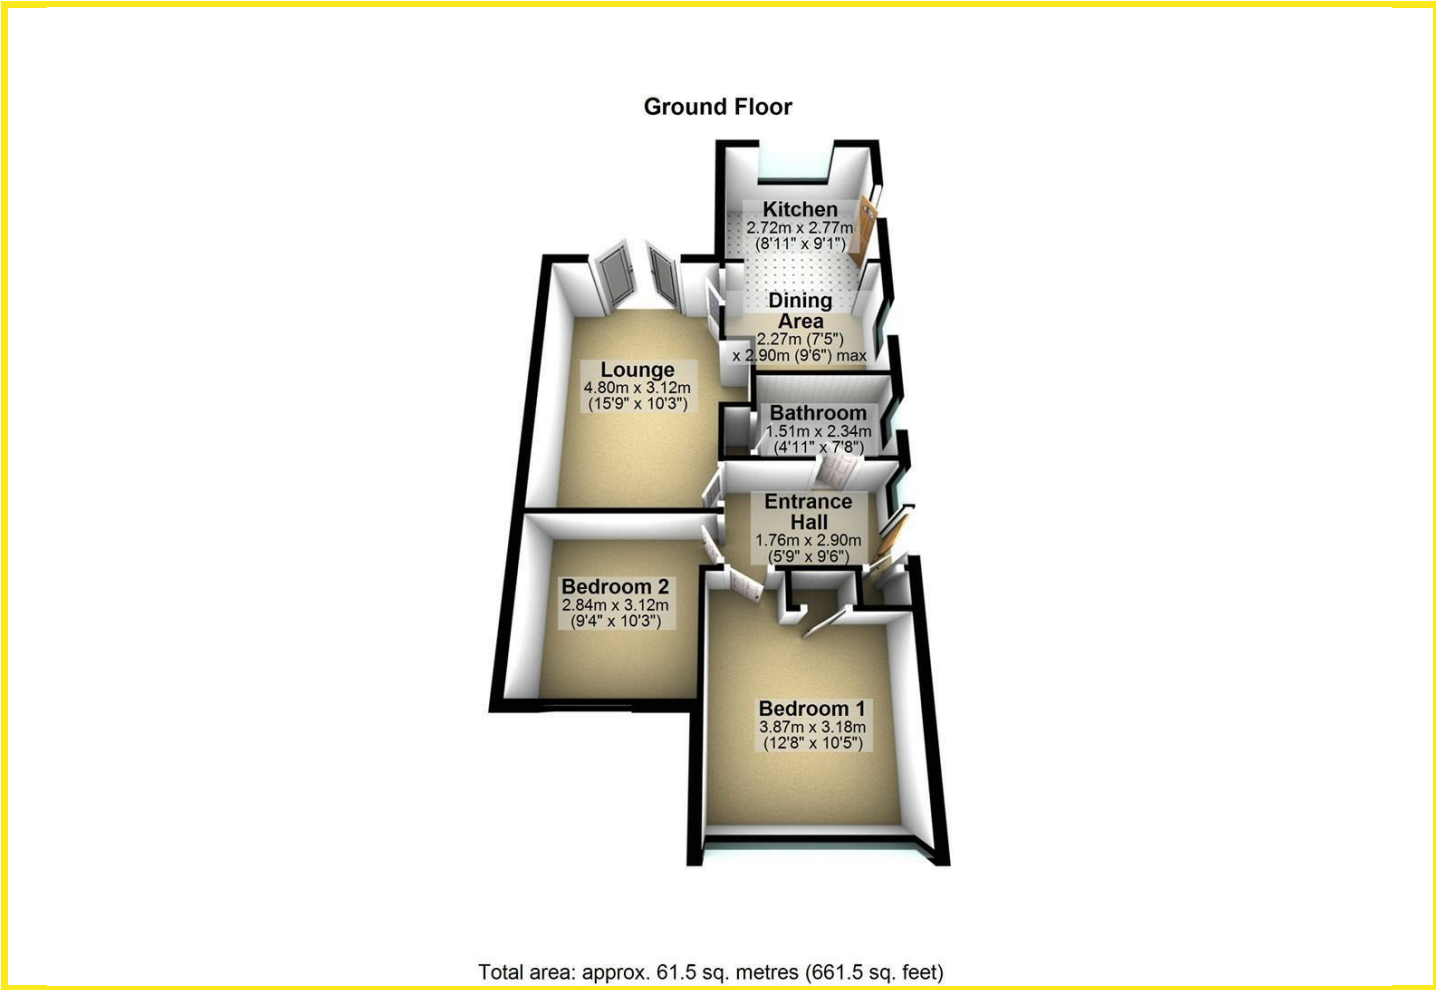 Ground Floor
Kitchen
2.72m x 2.77m
(8'11" x 9'1")
Dining
Area
2.27m (7'5")
x 2.90m (9'6") max
Lounge
4.80m x 3.12m
(15'9" x 10'3")
Bathroom
1.51m x 2.34m
(4'11" x 7'8")
Entrance
Hall
1.76m x 2.90m
(5'9" x 9'6")
Bedroom 2
2.84m x 3.12m
(9'4" x 10'3")
Bedroom 1
3.87m x 3.18m
(12'8" x 10'5")
Total area: approx. 61.5 sq. metres (661.5 sq. feet)